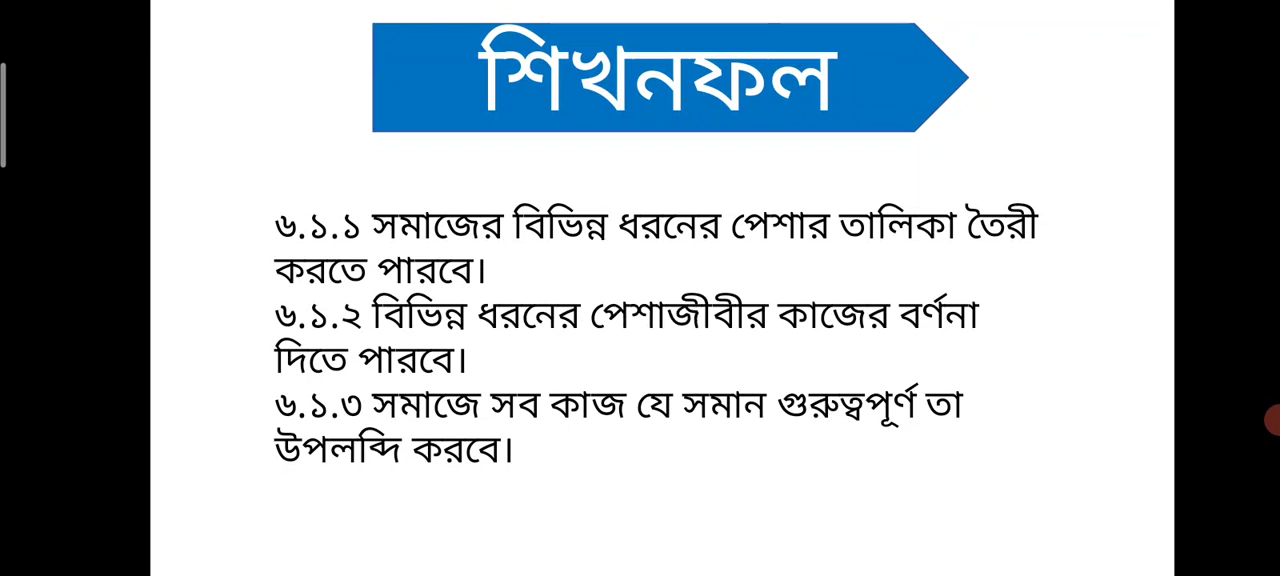 শিখনফল
৬.১.১ সমাজের বিভিন্ন ধরনের পেশার তালিকা তৈরী
করতে পারবে।
৬.১.২ বিভিন্ন ধরনের পেশাজীবীর কাজের বর্ণনা
দিতে পারবে।
৬.১.৩ সমাজে সব কাজ যে সমান গুরুত্বপূর্ণ তা
উপলব্দি করবে।